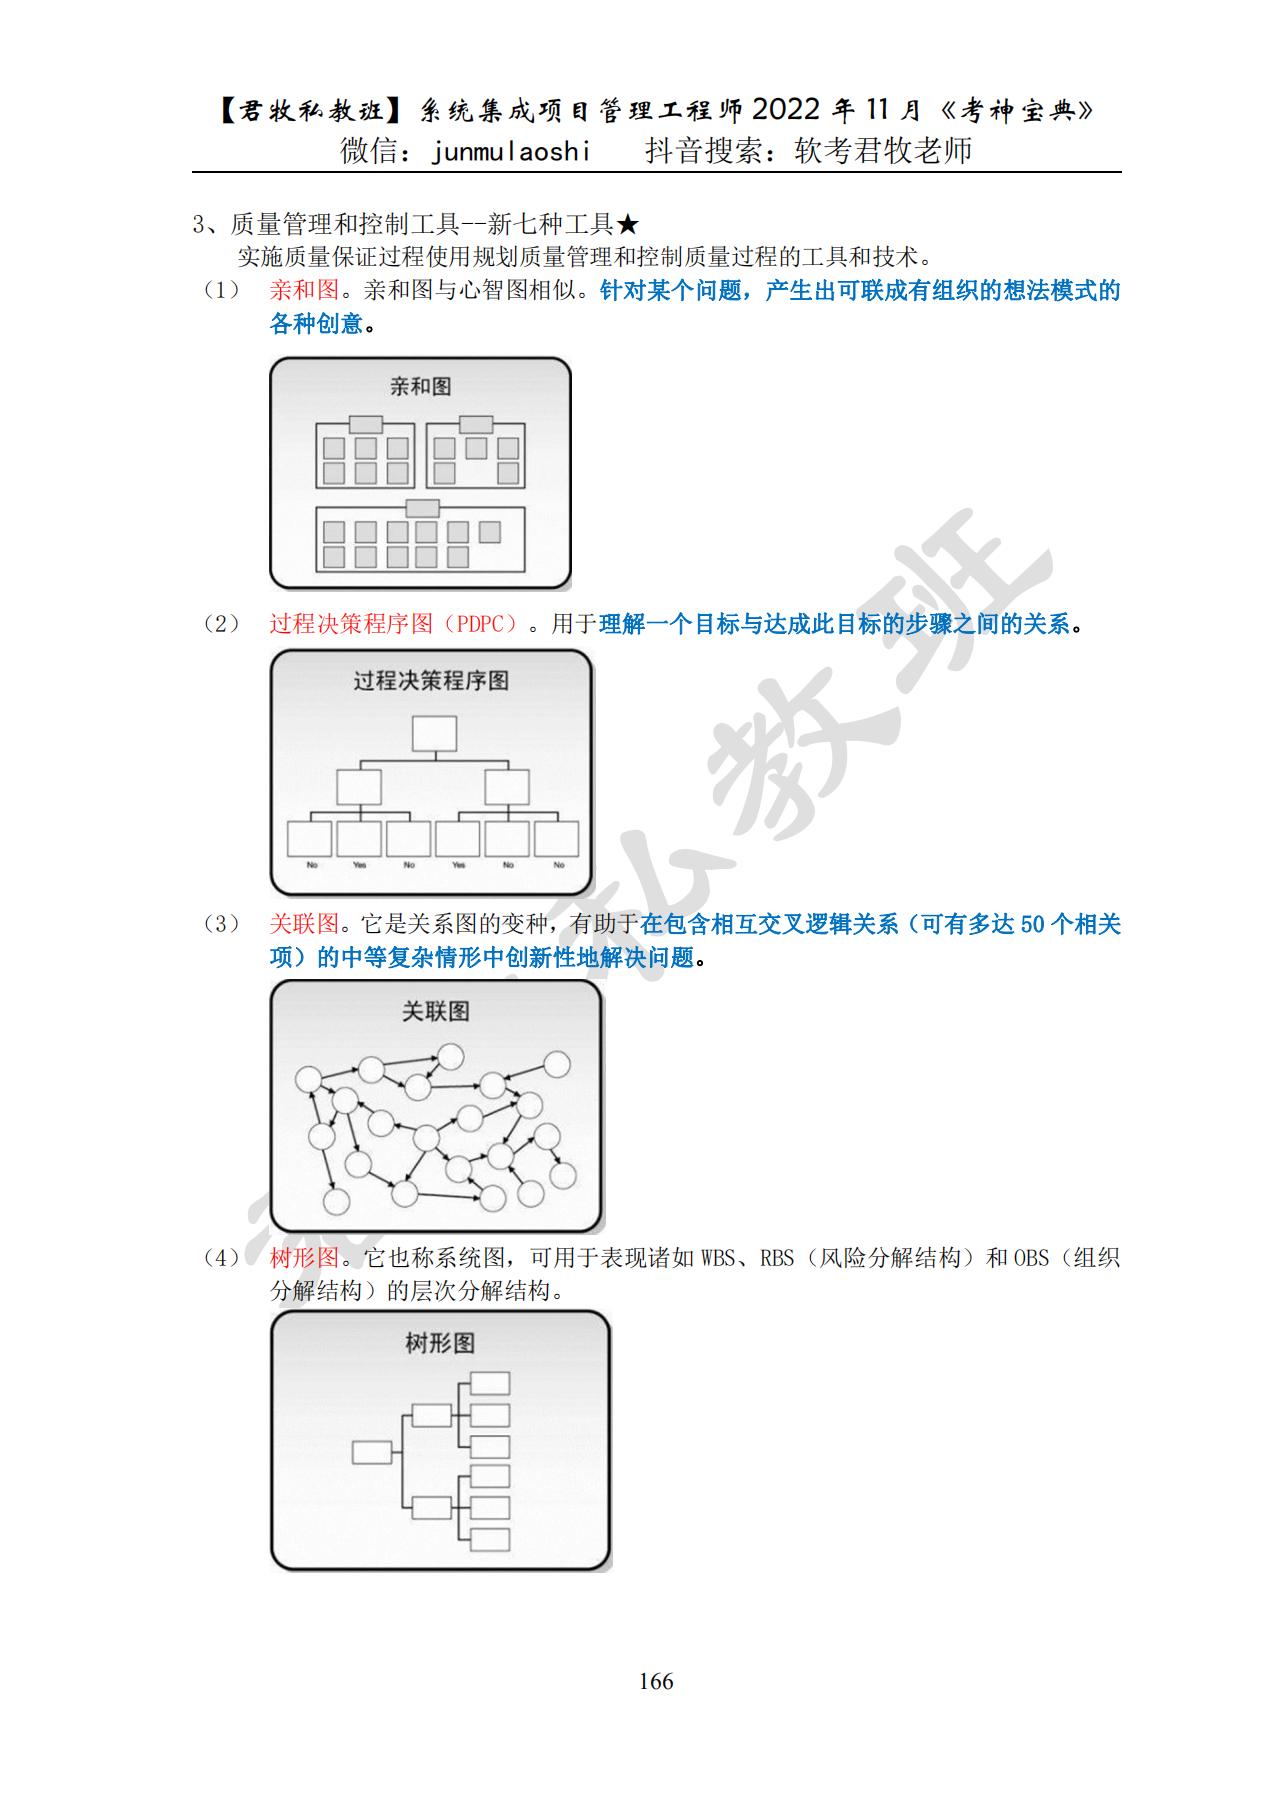 【君牧私教班】系统集成项目管理工程师 2022 年 11 月《考神宝典》
微信：junmulaoshi 抖音搜索：软考君牧老师
3、质量管理和控制工具--新七种工具★
实施质量保证过程使用规划质量管理和控制质量过程的工具和技术。
（1） 亲和图。亲和图与心智图相似。针对某个问题，产生出可联成有组织的想法模式的
各种创意。
亲和图
（2） 过程决策程序图（PDPC）。用于理解一个目标与达成此目标的步骤之间的关系。
过程决策程序图
No Yes No Yes No No
（3） 关联图。它是关系图的变种，有助于在包含相互交叉逻辑关系（可有多达 50 个相关
项）的中等复杂情形中创新性地解决问题。
关联图
（4） 树形图。它也称系统图，可用于表现诸如 WBS、RBS（风险分解结构）和 OBS（组织
分解结构）的层次分解结构。
树形图
私教班
166